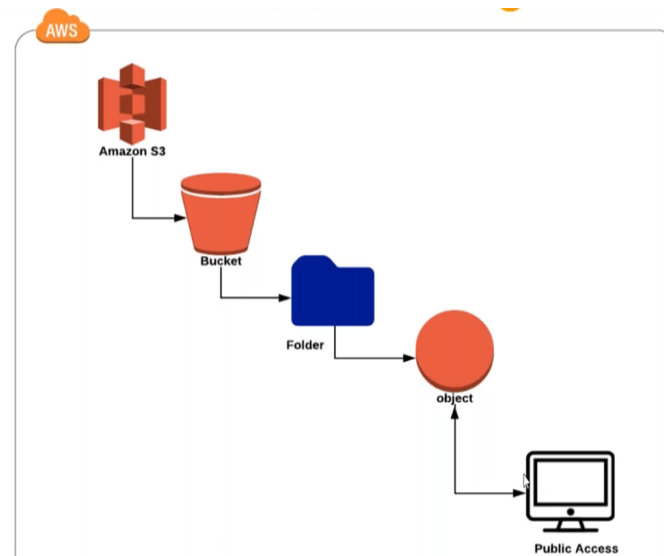 AWS
Amazon S3
Bucket
Folder
object
Public Access